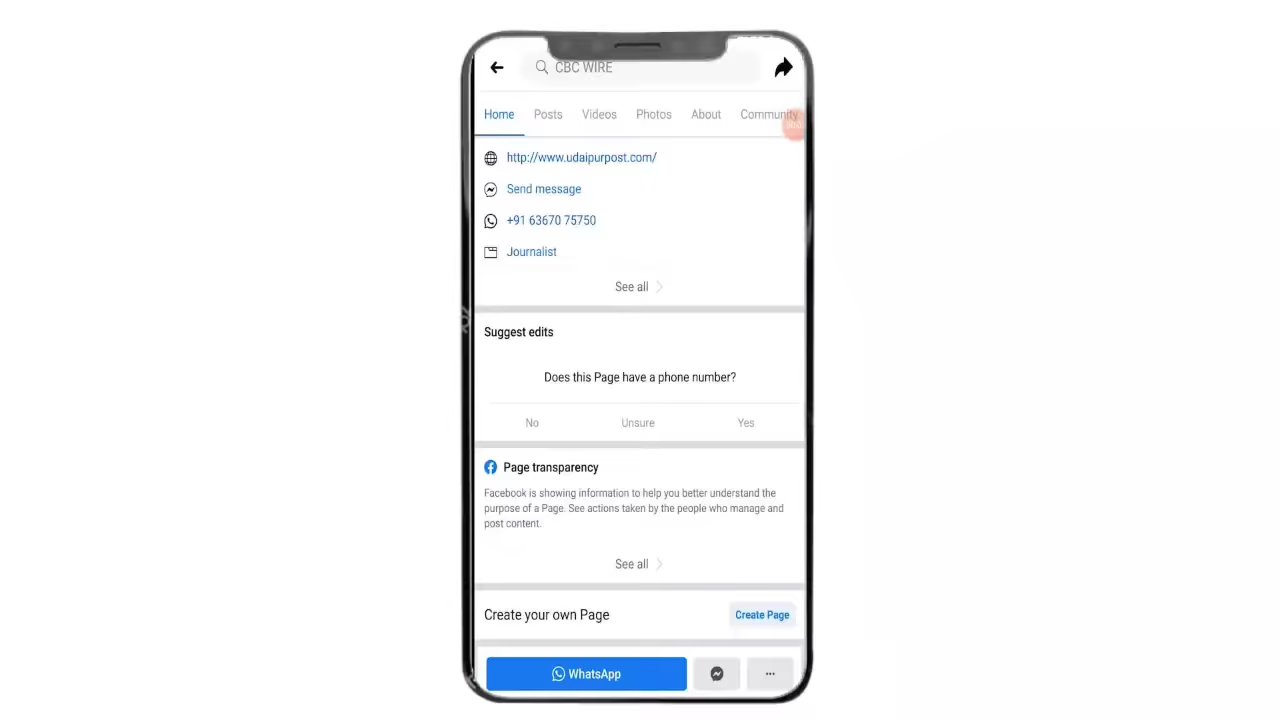 CBC WIRE
Home Posts Videos Photos About Community
http://www.udaipurpost.com/
Send message
+91 63670 75750
Journalist
See all
Suggest edits
Does this Page have a phone number?
No Unsure Yes
Page transparency
Facebook is showing information to help you better understand the
purpose of a Page. See actions taken by the people who manage and
post content.
See all
Create your own Page Create Page
WhatsApp